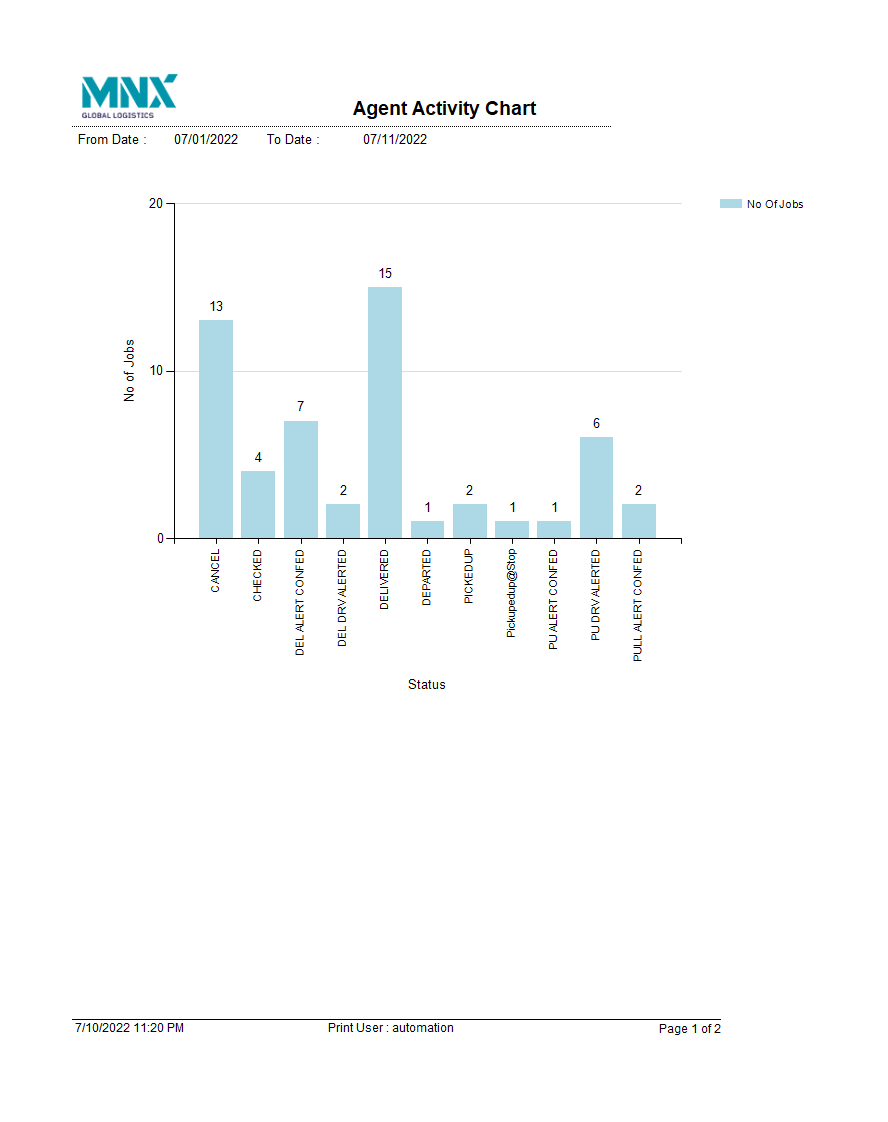 MNX
GLOBAL LOGISTICS
Agent Activity Chart
From Date : 07/01/2022 To Date : 07/11/2022
20
No Of Jobs
15
13
No of Jobs
10
7
6
4
2
2
2
1
1
1
0
CANCEL
CHECKED
DEL ALERT CONFED
DEL DRV ALERTED
DELIVERED
DEPARTED
PICKEDUP
Pickupedup@Stop
PU ALERT CONFED
PU DRV ALERTED
PULL ALERT CONFED
Status
7/10/2022 11:20 PM Print User : automation Page 1 of 2